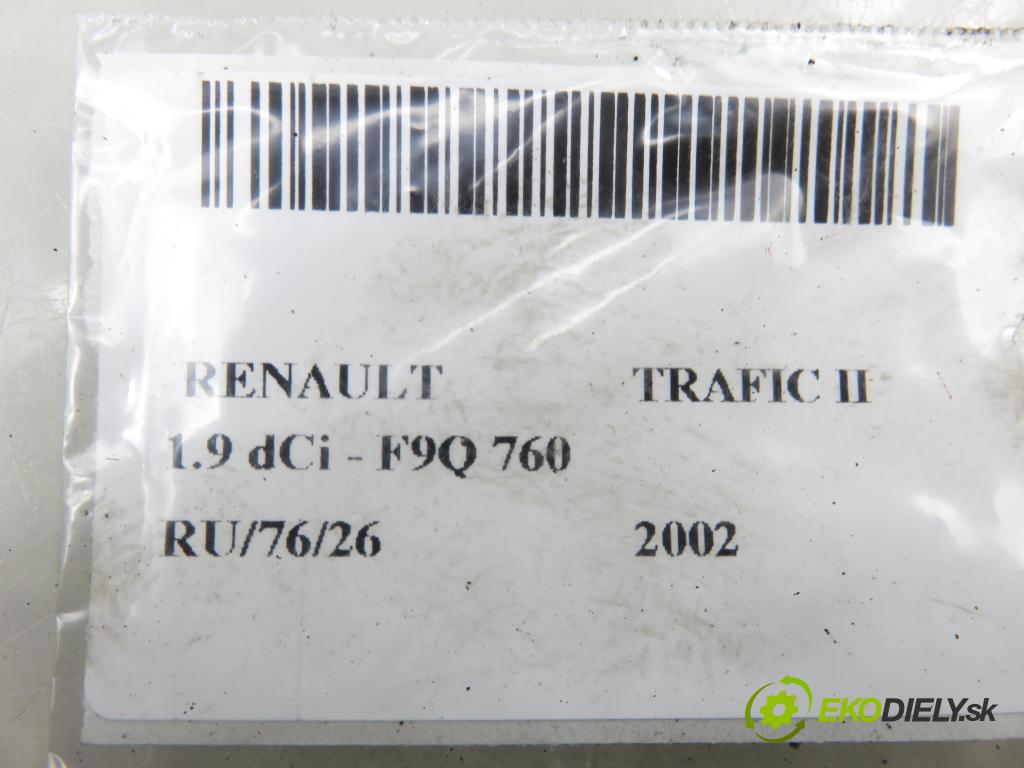 RENAULT TRAFIC II
1.9 dCi - F9Q 760
RU/76/26 2002
EKODIELY.sk